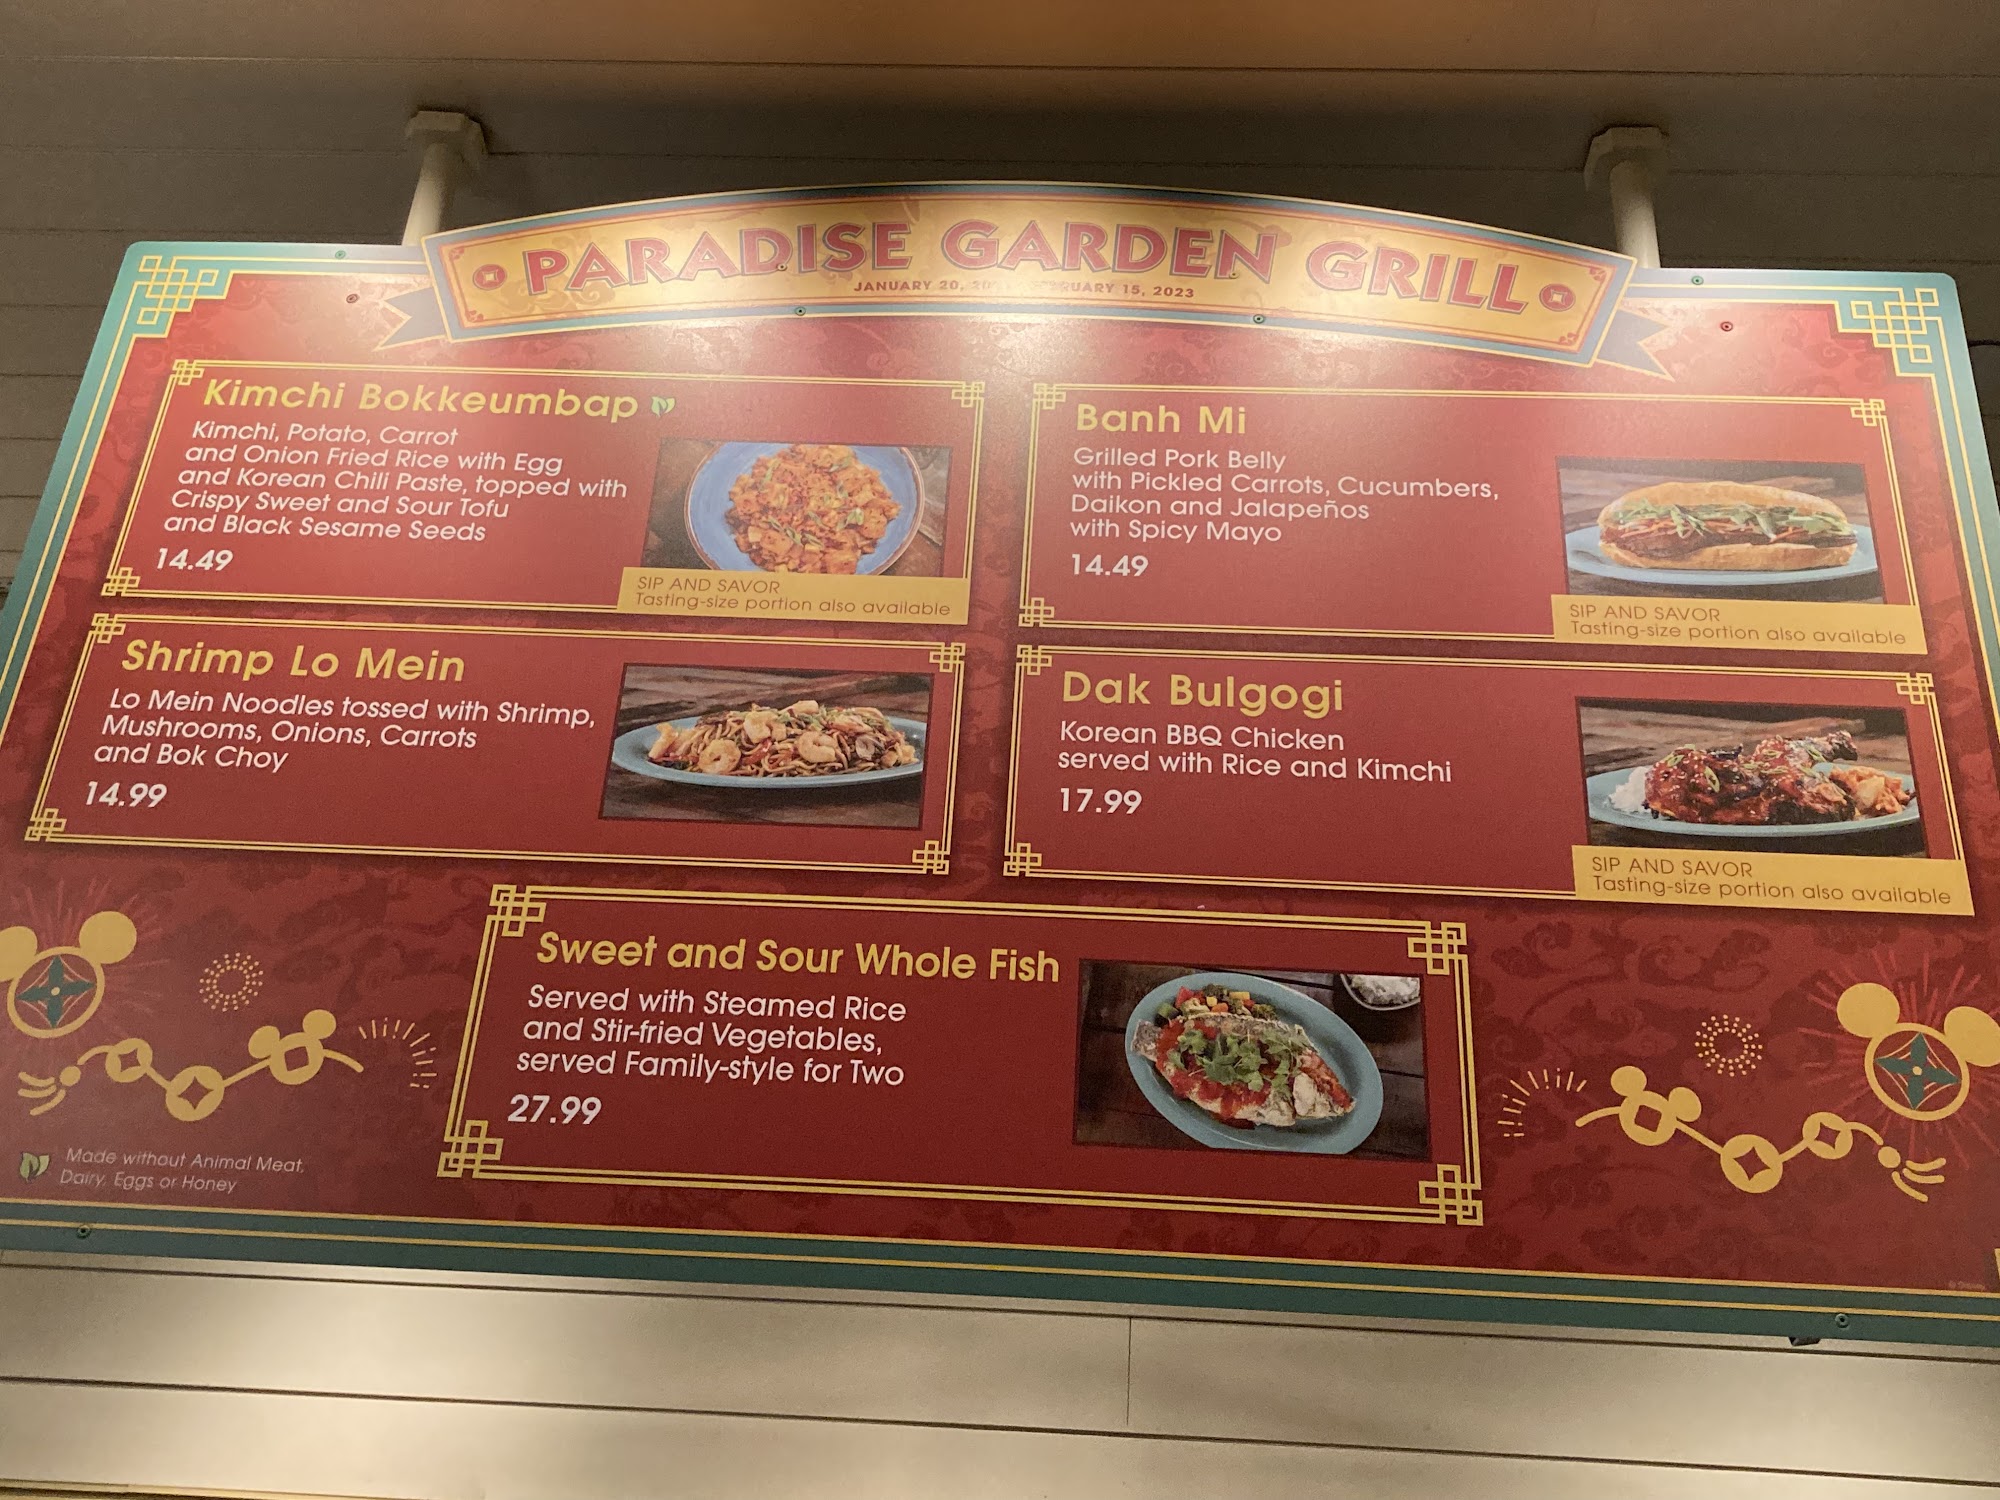 PARADISE GARDEN GRILL
JANUARY 20, 15, 2023
Kimchi Bokkeumbap
Kimchi, Potato, Carrot
and Onion Fried Rice with Egg
and Korean Chili Paste, topped with
Crispy Sweet and Sour Tofu
and Black Sesame Seeds
14.49
SIP AND SAVOR
Tasting-size portion also available
Banh Mi
Grilled Pork Belly
with Pickled Carrots, Cucumbers,
Daikon and Jalapeños
with Spicy Mayo
14.49
SIP AND SAVOR
Tasting-size portion also available
Shrimp Lo Mein
Lo Mein Noodles tossed with Shrimp,
Mushrooms, Onions, Carrots
and Bok Choy
14.99
Dak Bulgogi
Korean BBQ Chicken
served with Rice and Kimchi
17.99
SIP AND SAVOR
Tasting-size portion also available
Sweet and Sour Whole Fish
Served with Steamed Rice
and Stir-fried Vegetables,
served Family-style for Two
27.99
Made without Animal Meat,
Dairy, Eggs or Honey